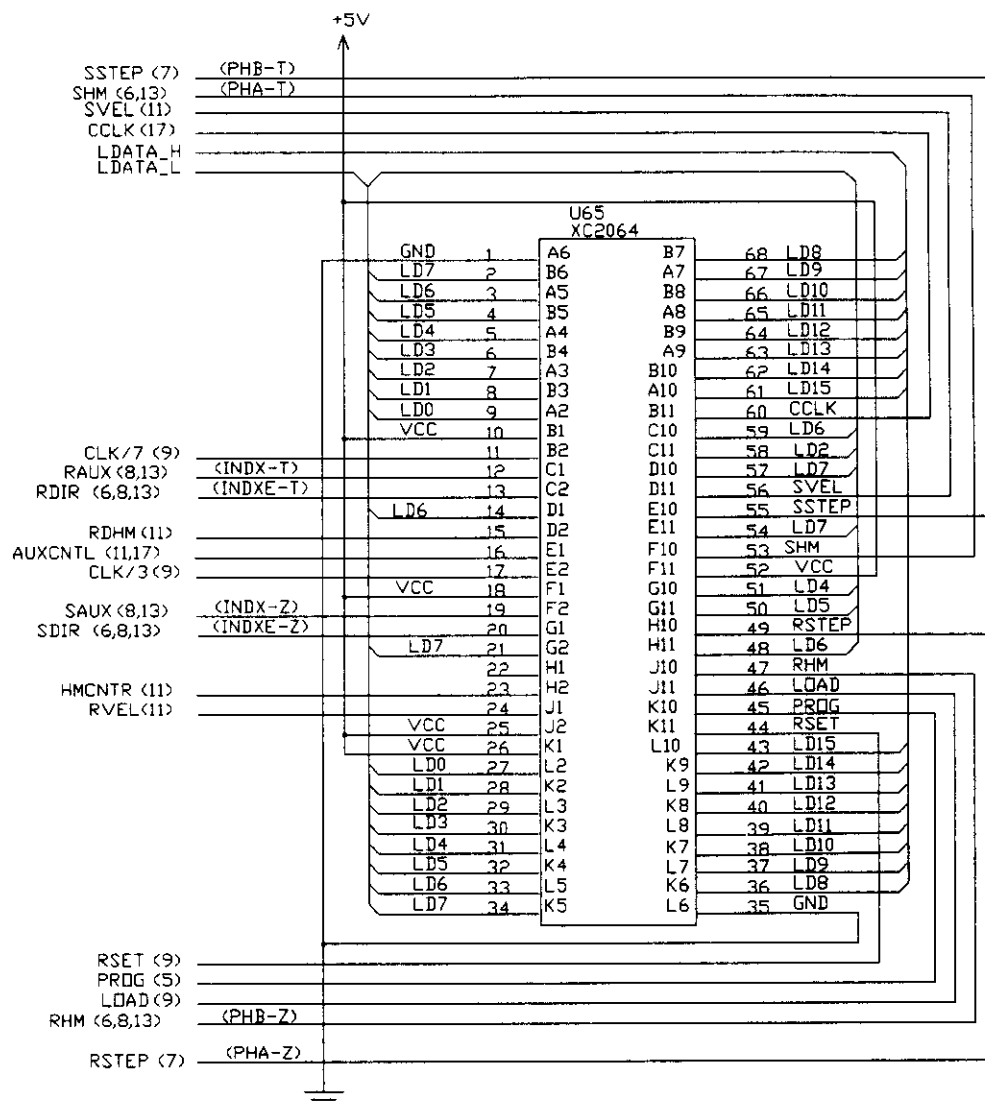 +5V
SSTEP (7) (PHB-T)
SHM (6,13) (PHA-T)
SVEL (11)
CCLK (17)
LDATA_H
LDATA_L
U65
XC2064
GND 1 A6 B7 68 LD8
LD7 2 B6 A7 67 LD9
LD6 3 A5 B8 66 LD10
LD5 4 B5 A8 65 LD11
LD4 5 A4 B9 64 LD12
LD3 6 B4 A9 63 LD13
LD2 7 A3 B10 62 LD14
LD1 8 B3 A10 61 LD15
LD0 9 A2 B11 60 CCLK
VCC 10 B1 C10 59 LD6
CLK/7 (9) 11 B2 C11 58 LD2
RAUX (8,13) (INDX-T) 12 C1 D10 57 LD7
RDIR (6,8,13) (INDXE-T) 13 C2 D11 56 SVEL
LD6 14 D1 E10 55 SSTEP
RDHM (11) 15 D2 E11 54 LD7
AUXCNTL (11,17) 16 E1 F10 53 SHM
CLK/3 (9) 17 E2 F11 52 VCC
VCC 18 F1 G10 51 LD4
SAUX (8,13) (INDX-Z) 19 F2 G11 50 LD5
SDIR (6,8,13) (INDXE-Z) 20 G1 H10 49 RSTEP
LD7 21 G2 H11 48 LD6
22 H1 J10 47 RHM
HMCNTR (11) 23 H2 J11 46 LOAD
RVEL (11) 24 J1 K10 45 PROG
VCC 25 J2 K11 44 RSET
VCC 26 K1 L10 43 LD15
LD0 27 L2 K9 42 LD14
LD1 28 K2 L9 41 LD13
LD2 29 L3 K8 40 LD12
LD3 30 K3 L8 39 LD11
LD4 31 L4 K7 38 LD10
LD5 32 K4 L7 37 LD9
LD6 33 L5 K6 36 LD8
LD7 34 K5 L6 35 GND
RSET (9)
PROG (5)
LOAD (9)
RHM (6,8,13) (PHB-Z)
RSTEP (7) (PHA-Z)